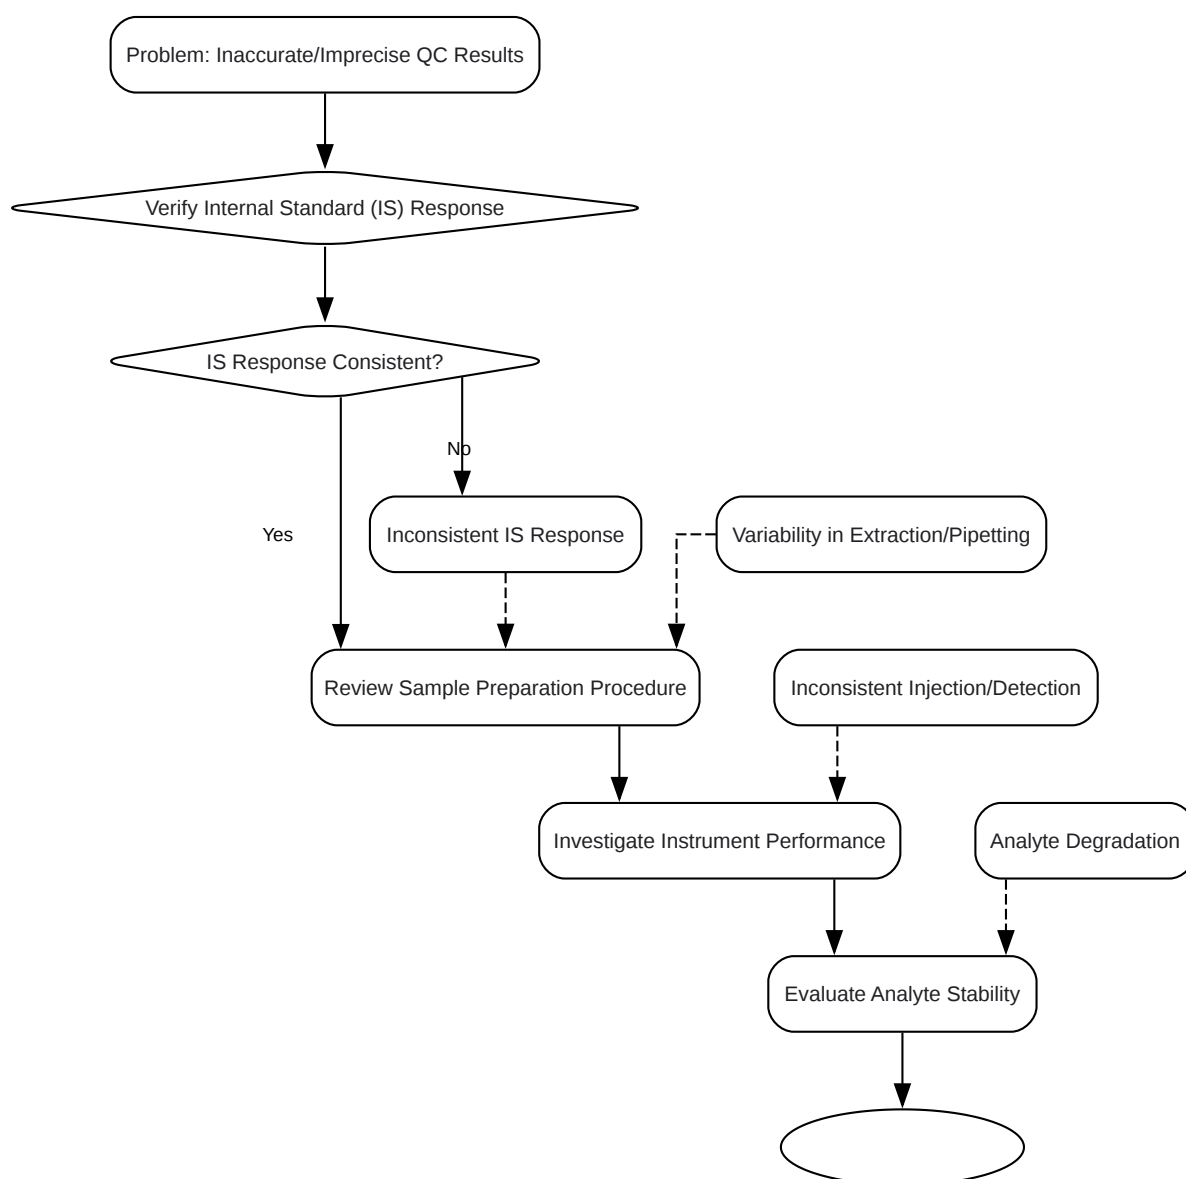 Problem: Inaccurate/Imprecise QC Results
Verify Internal Standard (IS) Response
IS Response Consistent?
No
Yes
Inconsistent IS Response
Variability in Extraction/Pipetting
Review Sample Preparation Procedure
Inconsistent Injection/Detection
Investigate Instrument Performance
Analyte Degradation
Evaluate Analyte Stability